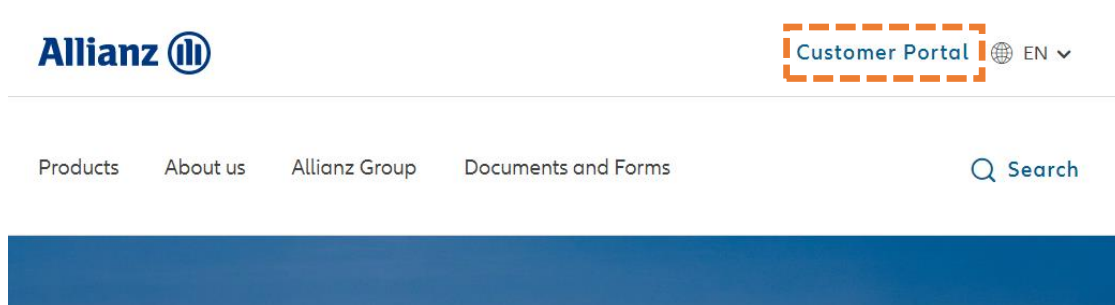 Allianz
Customer Portal EN
Products About us Allianz Group Documents and Forms Search